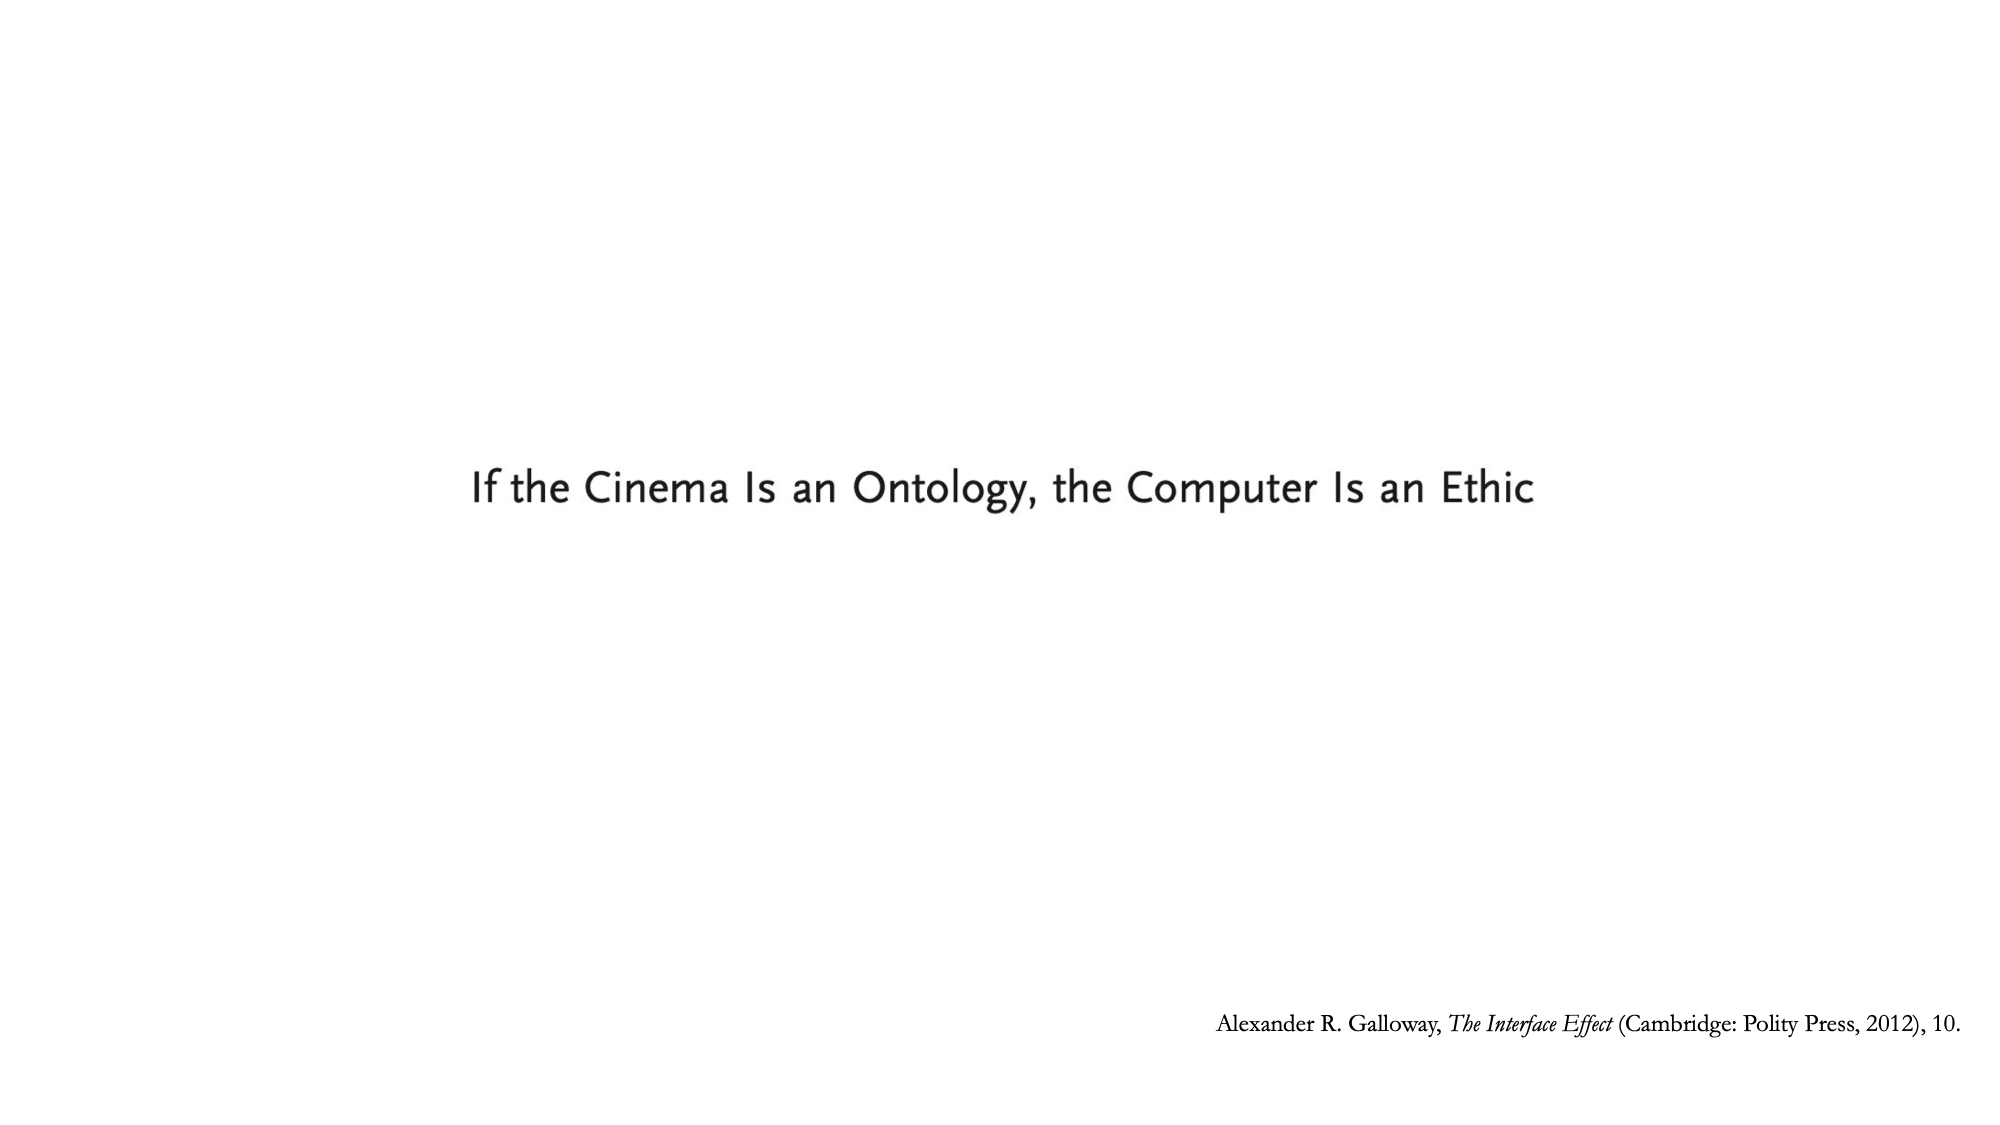 If the Cinema Is an Ontology, the Computer Is an Ethic
Alexander R. Galloway, The Interface Effect (Cambridge: Polity Press, 2012), 10.